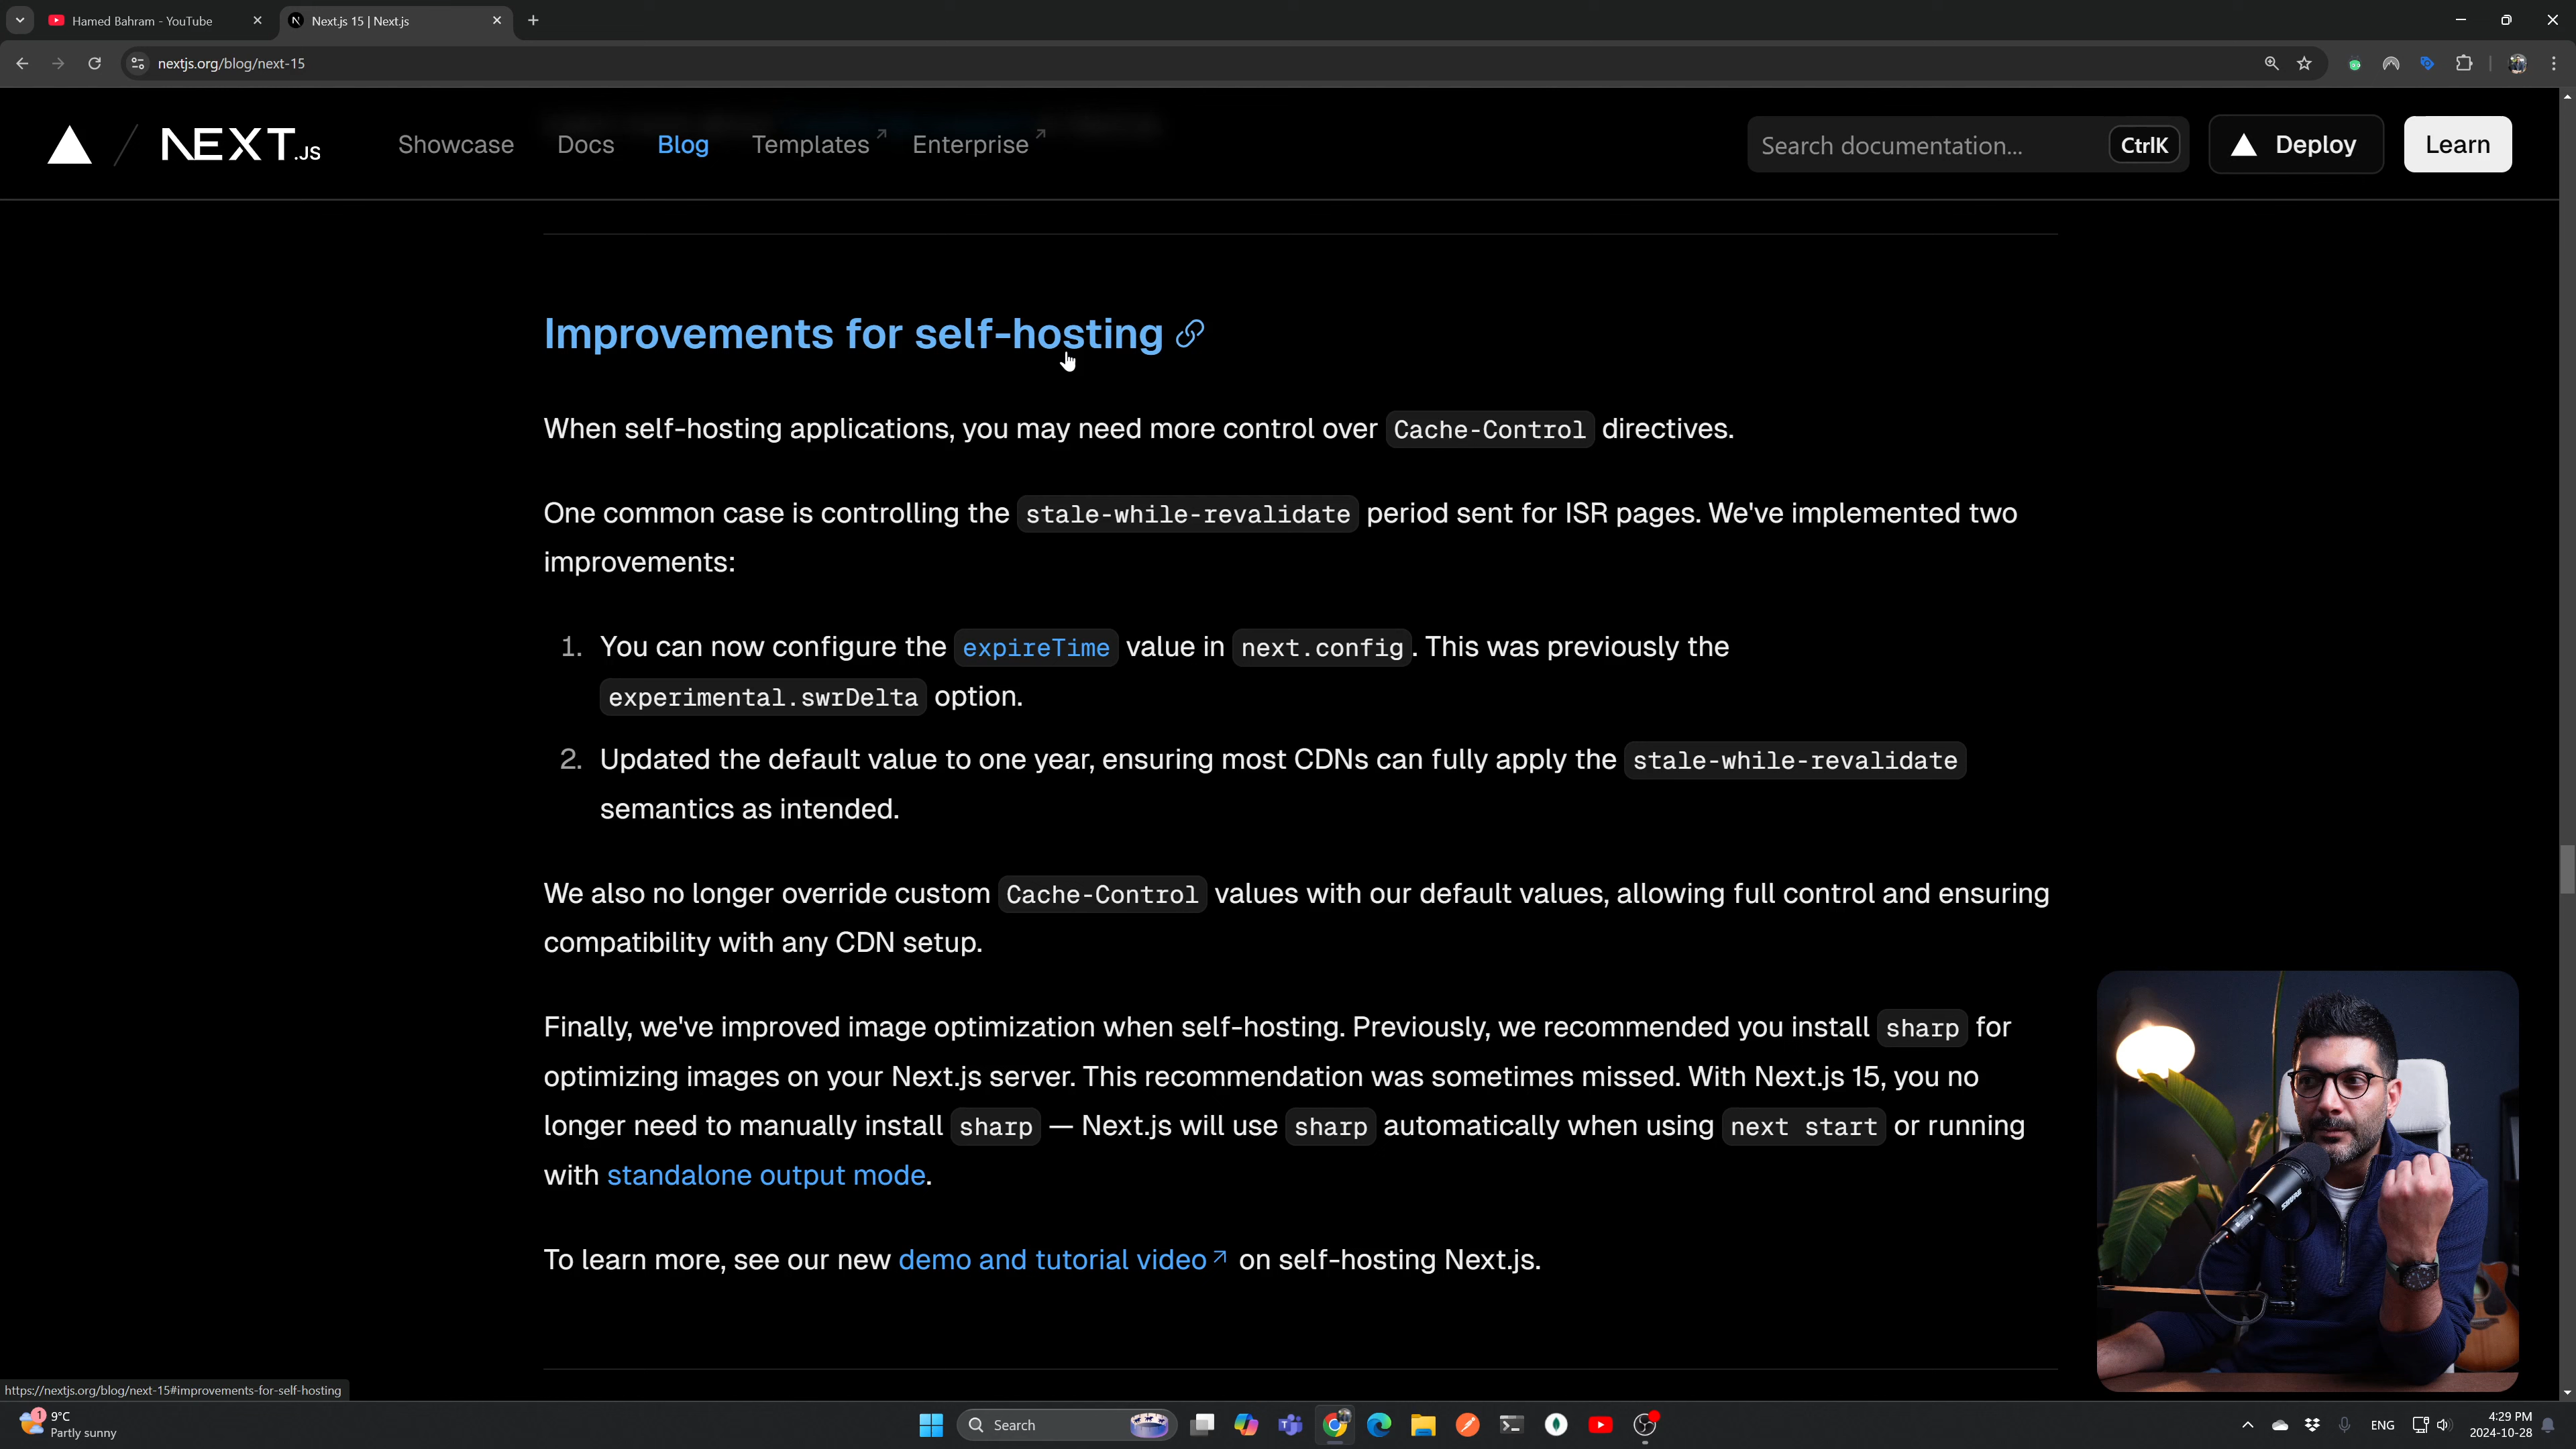 Hamed Bahram - YouTube
Next.js 15 | Next.js
nextjs.org/blog/next-15
NEXT.JS
Showcase
Docs
Blog
Templates
Enterprise
Search documentation...
CtrlK
Deploy
Learn
Improvements for self-hosting
When self-hosting applications, you may need more control over Cache-Control directives.
One common case is controlling the stale-while-revalidate period sent for ISR pages. We've implemented two
improvements:
1. You can now configure the expireTime value in next.config. This was previously the
experimental.swrDelta option.
2. Updated the default value to one year, ensuring most CDNs can fully apply the stale-while-revalidate
semantics as intended.
We also no longer override custom Cache-Control values with our default values, allowing full control and ensuring
compatibility with any CDN setup.
Finally, we've improved image optimization when self-hosting. Previously, we recommended you install sharp for
optimizing images on your Next.js server. This recommendation was sometimes missed. With Next.js 15, you no
longer need to manually install sharp — Next.js will use sharp automatically when using next start or running
with standalone output mode.
To learn more, see our new demo and tutorial video on self-hosting Next.js.
SHURE
https://nextjs.org/blog/next-15#improvements-for-self-hosting
1
9°C
Partly sunny
Search
ENG
4:29 PM
2024-10-28